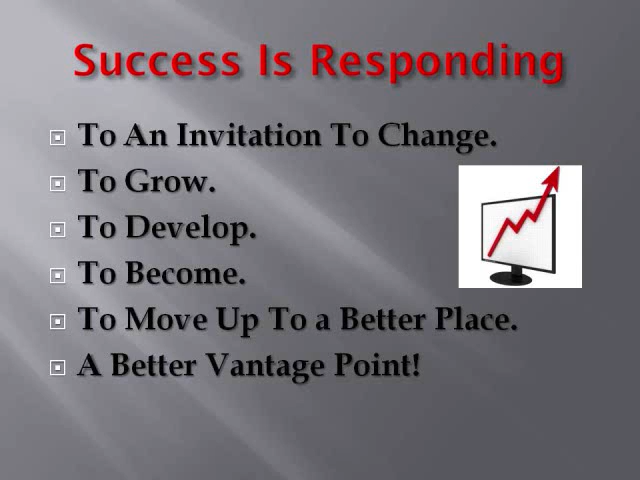 Success Is Responding
To An Invitation To Change.
To Grow.
To Develop.
To Become.
To Move Up To a Better Place.
A Better Vantage Point!